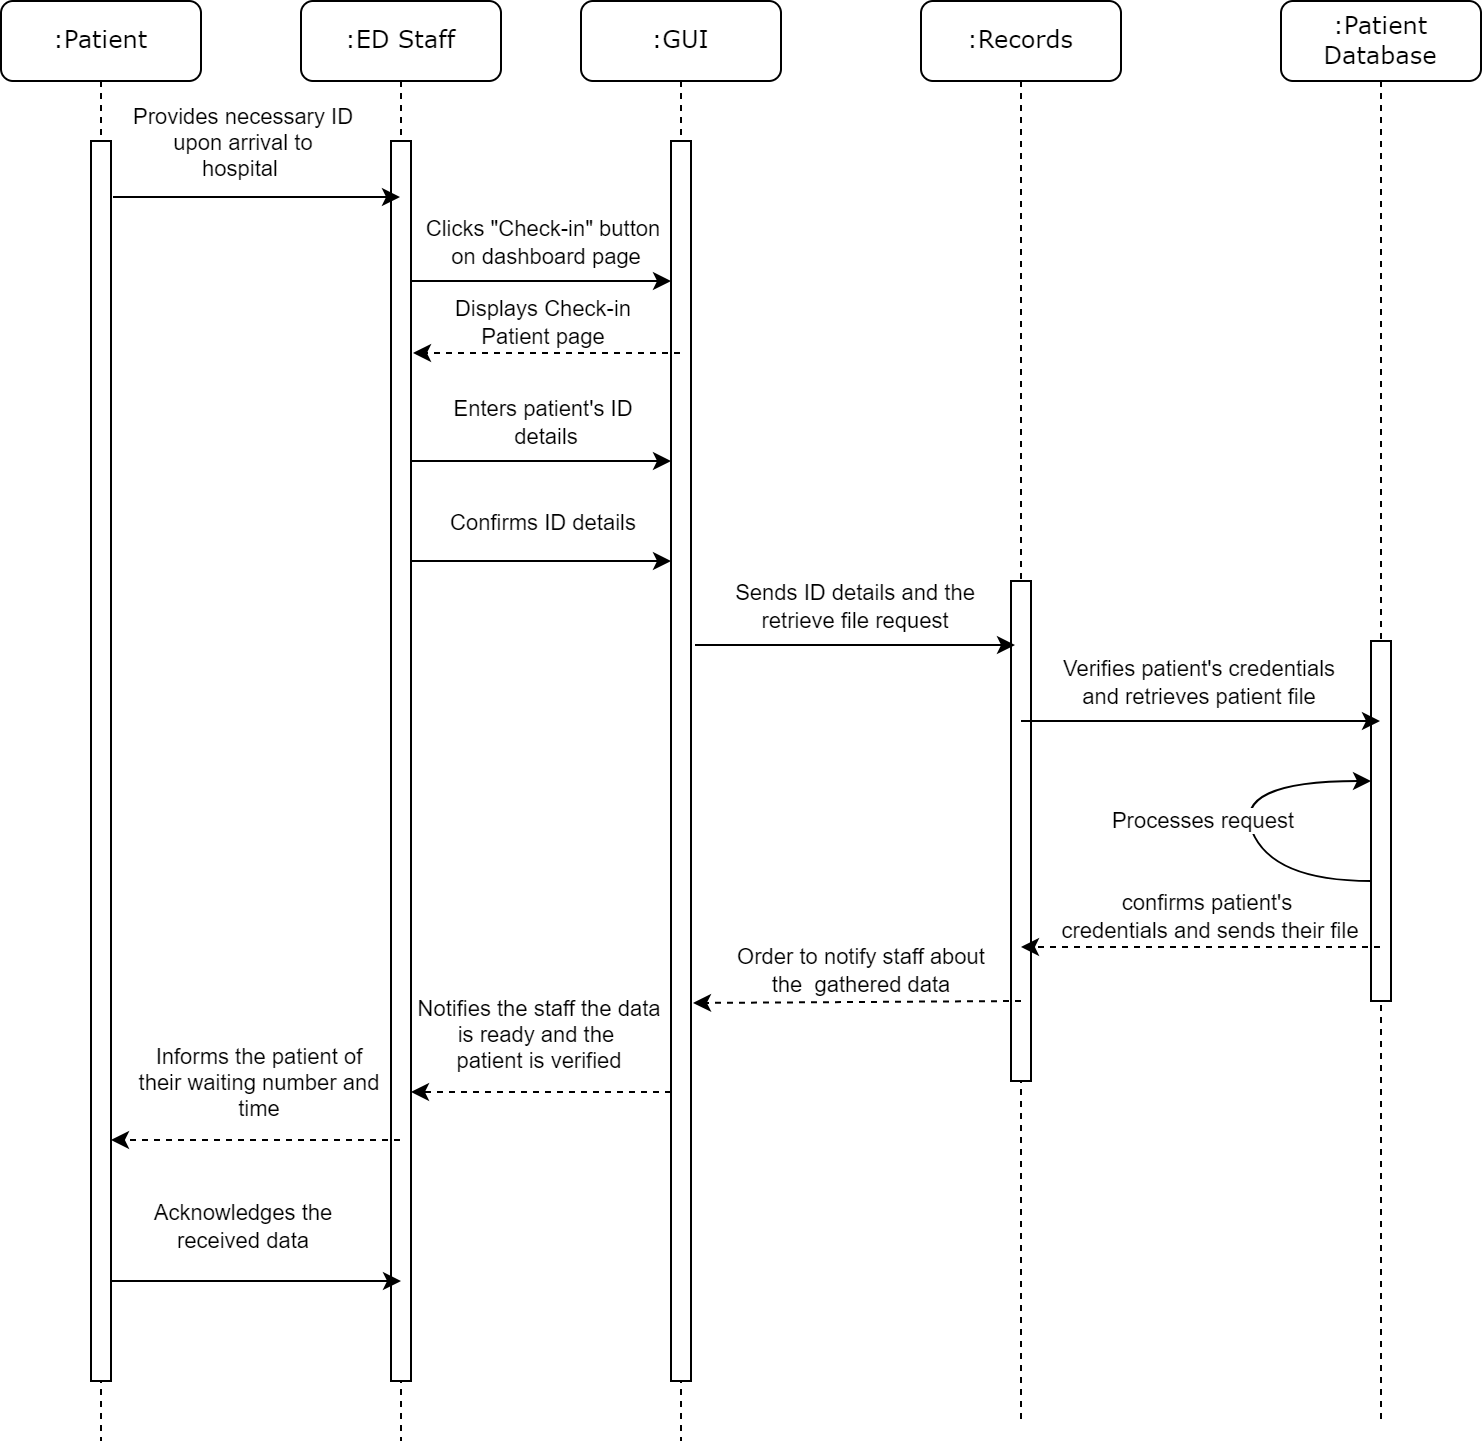 :Patient
:ED Staff
:GUI
:Records
:Patient
Database
Provides necessary ID
upon arrival to
hospital
Clicks "Check-in" button
on dashboard page
Displays Check-in
Patient page
Enters patient's ID
details
Confirms ID details
Sends ID details and the
retrieve file request
Verifies patient's credentials
and retrieves patient file
Processes request
confirms patient's
credentials and sends their file
Order to notify staff about
the  gathered data
Notifies the staff the data
is ready and the
patient is verified
Informs the patient of
their waiting number and
time
Acknowledges the
received data